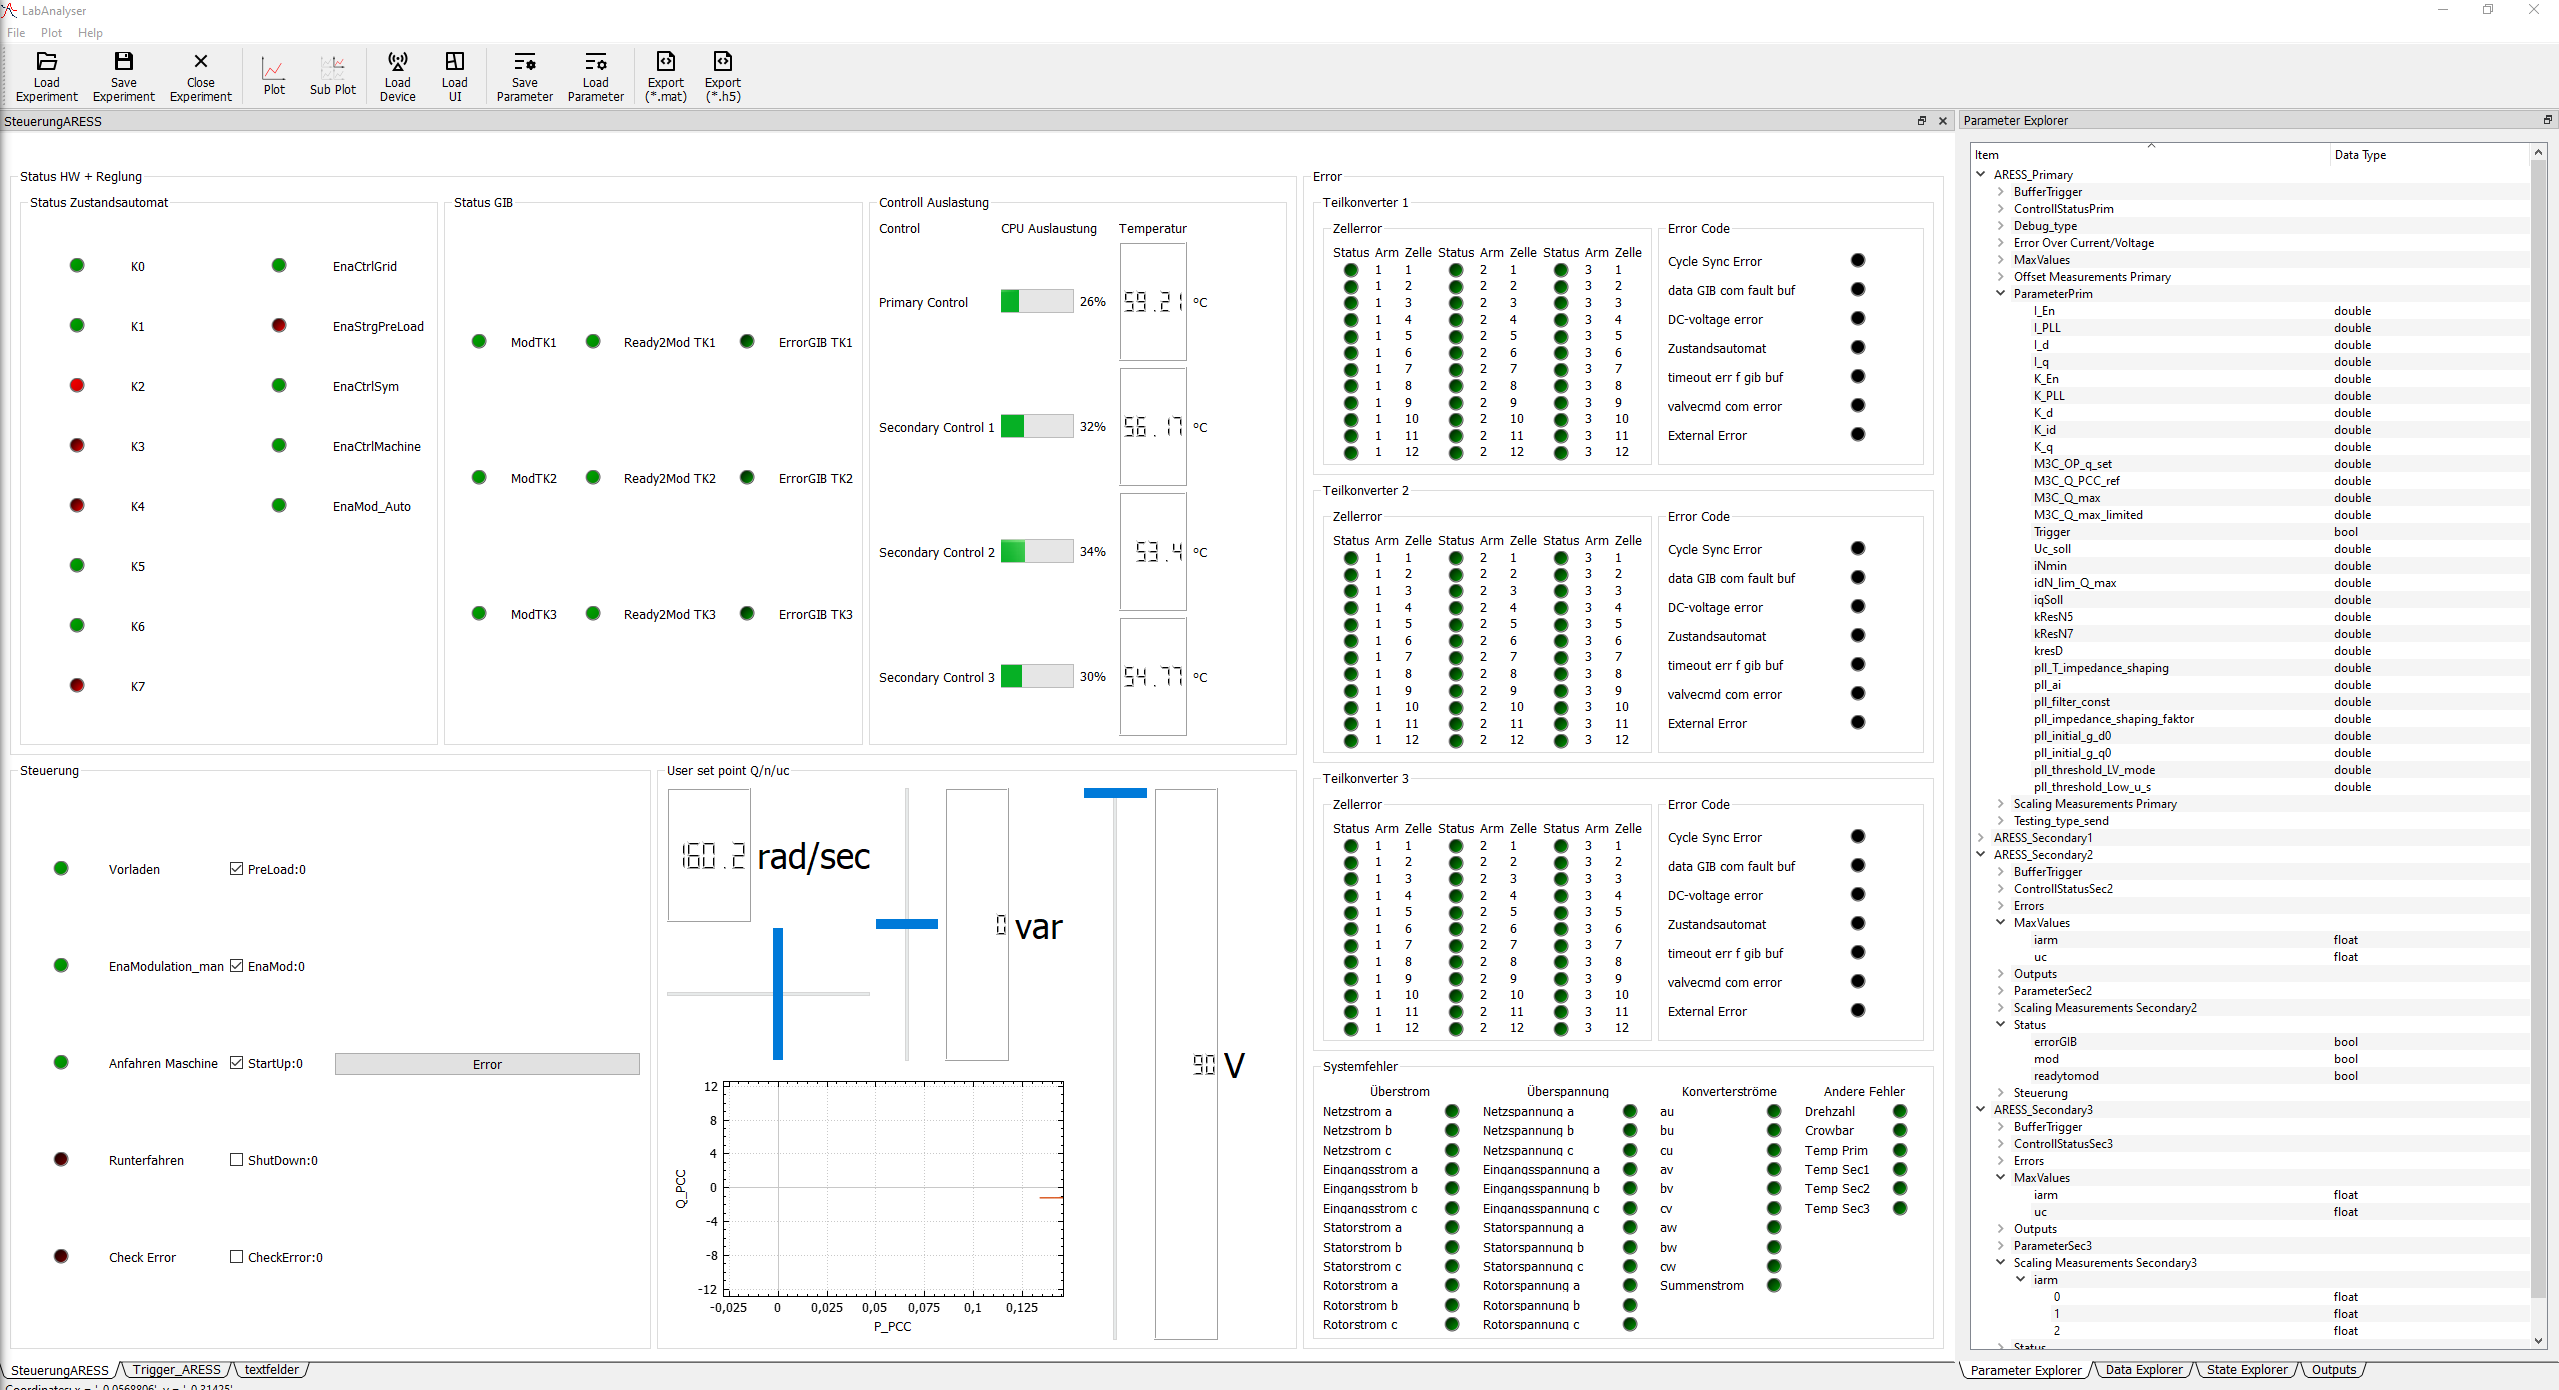 LabAnalyser
File Plot Help
Load Experiment
Save Experiment
Close Experiment
Plot
Sub Plot
Load Device
Load UI
Save Parameter
Load Parameter
Export (*.mat)
Export (*.h5)
SteuerungARESS
Status HW + Reglung
Status Zustandsautomat
K0 EnaCtrlGrid
K1 EnaStrgPreLoad
K2 EnaCtrlSym
K3 EnaCtrlMachine
K4 EnaMod_Auto
K5
K6
K7
Status GIB
ModTK1 Ready2Mod TK1 ErrorGIB TK1
ModTK2 Ready2Mod TK2 ErrorGIB TK2
ModTK3 Ready2Mod TK3 ErrorGIB TK3
Controll Auslastung
Control CPU Auslaustung Temperatur
Primary Control 26% 59.21 °C
Secondary Control 1 32% 56.17 °C
Secondary Control 2 34% 53.4 °C
Secondary Control 3 30% 54.77 °C
Steuerung
Vorladen PreLoad:0
EnaModulation_man EnaMod:0
Anfahren Maschine StartUp:0 Error
Runterfahren ShutDown:0
Check Error CheckError:0
User set point Q/n/uc
160.2 rad/sec
0 var
90 V
12
8
4
0
-4
-8
-12
Q_PCC
-0,025 0 0,025 0,05 0,075 0,1 0,125
P_PCC
Error
Teilkonverter 1
Zellerror
Status Arm Zelle Status Arm Zelle Status Arm Zelle
1 1 2 1 3 1
1 2 2 2 3 2
1 3 2 3 3 3
1 4 2 4 3 4
1 5 2 5 3 5
1 6 2 6 3 6
1 7 2 7 3 7
1 8 2 8 3 8
1 9 2 9 3 9
1 10 2 10 3 10
1 11 2 11 3 11
1 12 2 12 3 12
Error Code
Cycle Sync Error
data GIB com fault buf
DC-voltage error
Zustandsautomat
timeout err f gib buf
valvecmd com error
External Error
Teilkonverter 2
Zellerror
Status Arm Zelle Status Arm Zelle Status Arm Zelle
1 1 2 1 3 1
1 2 2 2 3 2
1 3 2 3 3 3
1 4 2 4 3 4
1 5 2 5 3 5
1 6 2 6 3 6
1 7 2 7 3 7
1 8 2 8 3 8
1 9 2 9 3 9
1 10 2 10 3 10
1 11 2 11 3 11
1 12 2 12 3 12
Error Code
Cycle Sync Error
data GIB com fault buf
DC-voltage error
Zustandsautomat
timeout err f gib buf
valvecmd com error
External Error
Teilkonverter 3
Zellerror
Status Arm Zelle Status Arm Zelle Status Arm Zelle
1 1 2 1 3 1
1 2 2 2 3 2
1 3 2 3 3 3
1 4 2 4 3 4
1 5 2 5 3 5
1 6 2 6 3 6
1 7 2 7 3 7
1 8 2 8 3 8
1 9 2 9 3 9
1 10 2 10 3 10
1 11 2 11 3 11
1 12 2 12 3 12
Error Code
Cycle Sync Error
data GIB com fault buf
DC-voltage error
Zustandsautomat
timeout err f gib buf
valvecmd com error
External Error
Systemfehler
Überstrom Überspannung Konverterströme Andere Fehler
Netzstrom a Netzspannung a au Drehzahl
Netzstrom b Netzspannung b bu Crowbar
Netzstrom c Netzspannung c cu Temp Prim
Eingangsstrom a Eingangsspannung a av Temp Sec1
Eingangsstrom b Eingangsspannung b bv Temp Sec2
Eingangsstrom c Eingangsspannung c cv Temp Sec3
Statorstrom a Statorspannung a aw
Statorstrom b Statorspannung b bw
Statorstrom c Statorspannung c cw
Rotorstrom a Rotorspannung a Summenstrom
Rotorstrom b Rotorspannung b
Rotorstrom c Rotorspannung c
Parameter Explorer
Item Data Type
ARESS_Primary
BufferTrigger
ControllStatusPrim
Debug_type
Error Over Current/Voltage
MaxValues
Offset Measurements Primary
ParameterPrim
I_En double
I_PLL double
I_d double
I_q double
K_En double
K_PLL double
K_d double
K_id double
K_q double
M3C_OP_q_set double
M3C_Q_PCC_ref double
M3C_Q_max double
M3C_Q_max_limited double
Trigger bool
Uc_soll double
iNmin double
idN_lim_Q_max double
iqSoll double
kResN5 double
kResN7 double
kresD double
pll_T_impedance_shaping double
pll_ai double
pll_filter_const double
pll_impedance_shaping_faktor double
pll_initial_g_d0 double
pll_initial_g_q0 double
pll_threshold_LV_mode double
pll_threshold_Low_u_s double
Scaling Measurements Primary
Testing_type_send
ARESS_Secondary1
ARESS_Secondary2
BufferTrigger
ControllStatusSec2
Errors
MaxValues
iarm float
uc float
Outputs
ParameterSec2
Scaling Measurements Secondary2
Status
errorGIB bool
mod bool
readytomod bool
Steuerung
ARESS_Secondary3
BufferTrigger
ControllStatusSec3
Errors
MaxValues
iarm float
uc float
Outputs
ParameterSec3
Scaling Measurements Secondary3
iarm
0 float
1 float
2 float
Status
SteuerungARESS Trigger_ARESS textfelder
Parameter Explorer Data Explorer State Explorer Outputs
Coordinates: x = '-0.0568806', y = '-0.31425'